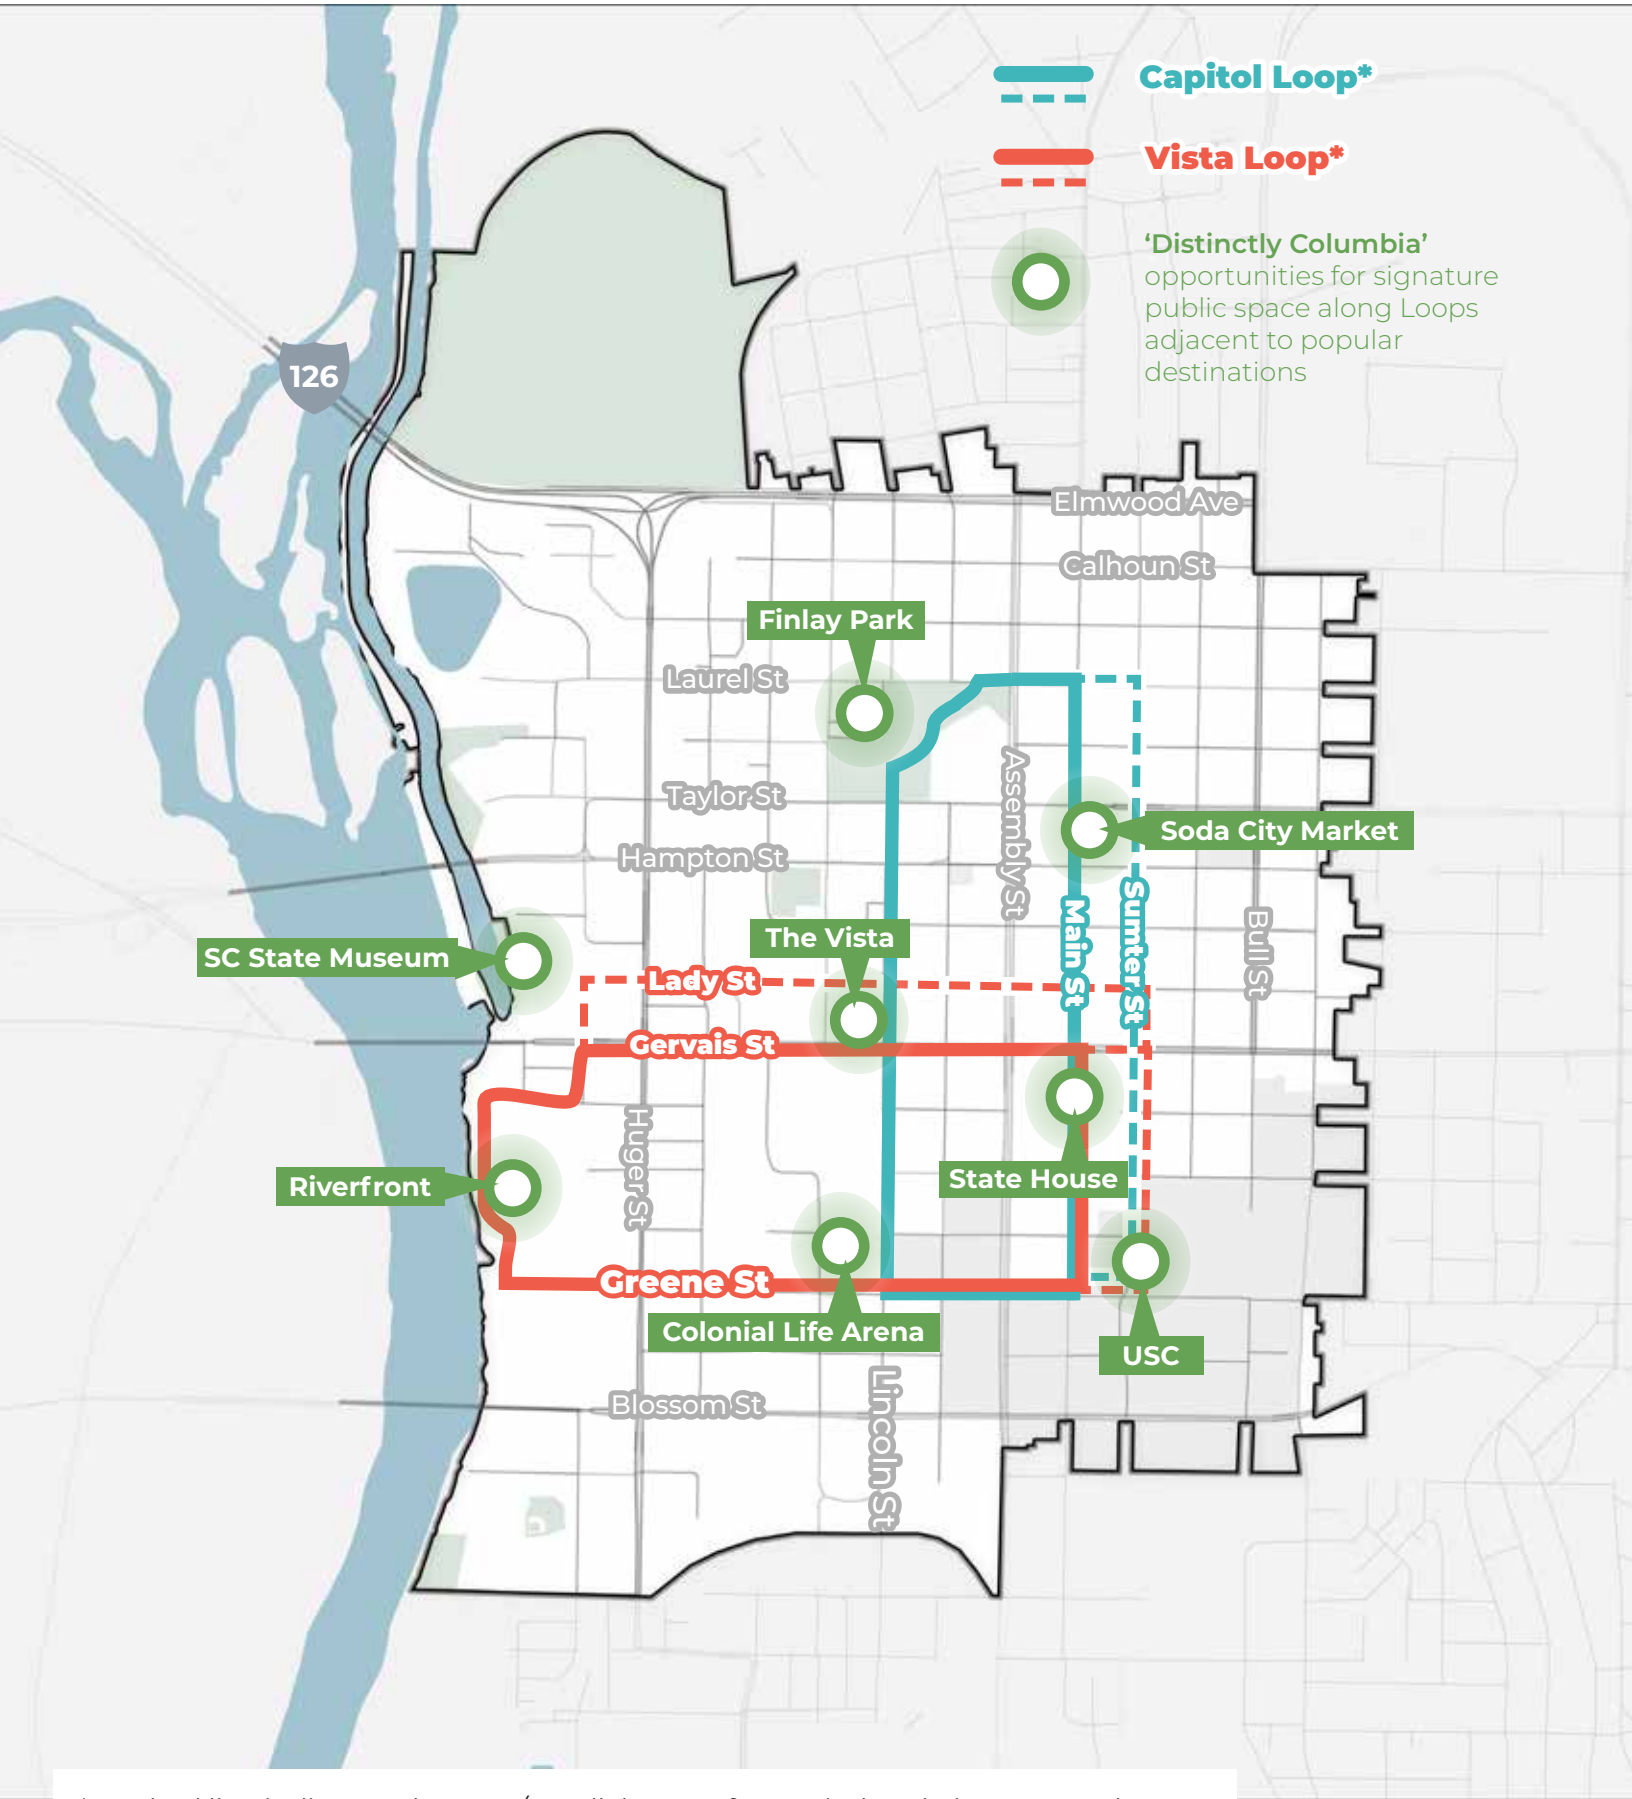 Capitol Loop*
Vista Loop*
‘Distinctly Columbia’
opportunities for signature
public space along Loops
adjacent to popular
destinations
126
Elmwood Ave
Calhoun St
Finlay Park
Laurel St
Taylor St
Assembly St
Soda City Market
Hampton St
Main St
Sumter St
Bull St
The Vista
SC State Museum
Lady St
Gervais St
Huger St
State House
Riverfront
Greene St
Colonial Life Arena
USC
Blossom St
Lincoln St